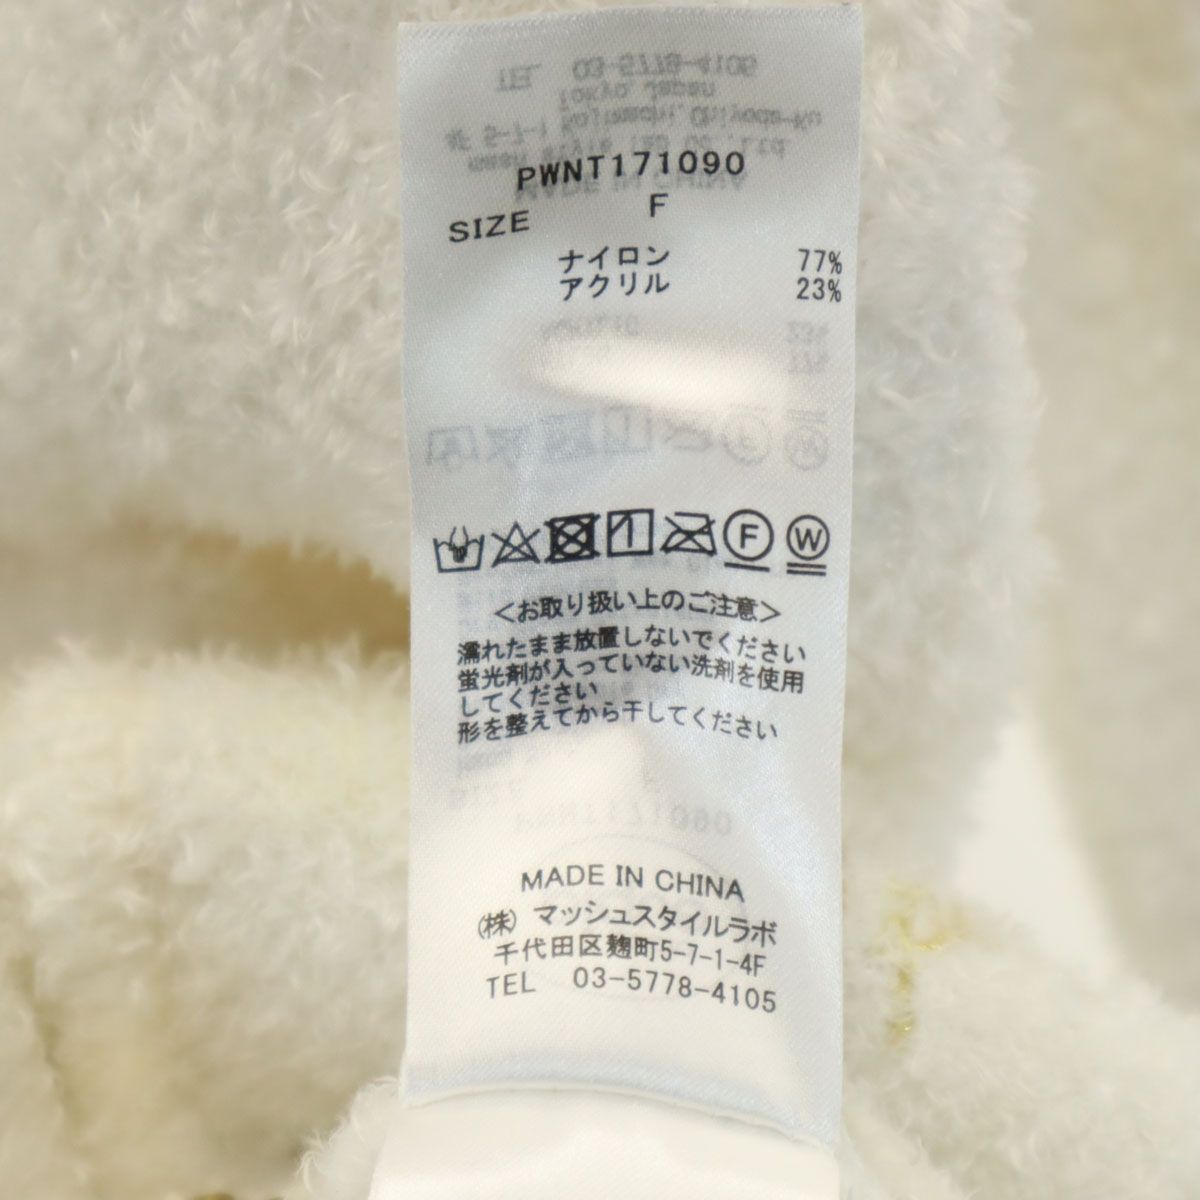 PWNT171090
SIZE F
ナイロン 77%
アクリル 23%
F W
<お取り扱い上のご注意>
濡れたまま放置しないでください
蛍光剤が入っていない洗剤を使用
してください
形を整えてから干してください
MADE IN CHINA
(株) マッシュスタイルラボ
千代田区麹町5-7-1-4F
TEL 03-5778-4105